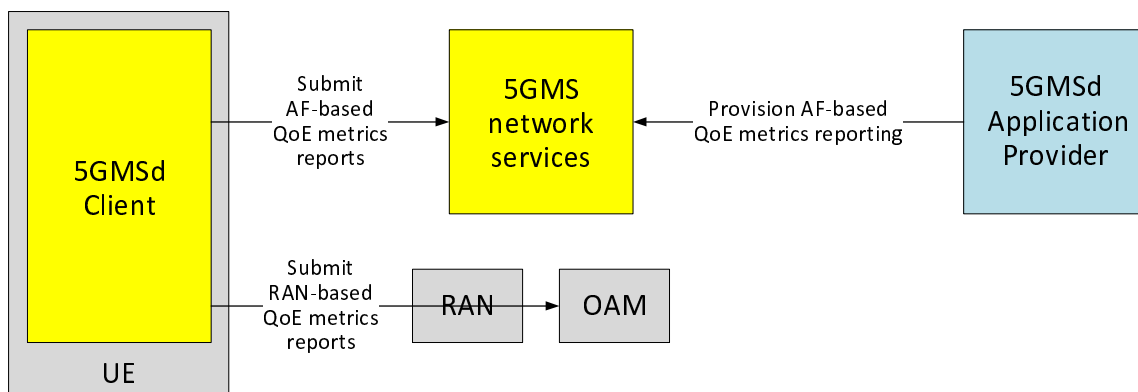 5GMSd
Client
UE
Submit
AF-based
QoE metrics
reports
5GMS
network
services
Provision AF-based
QoE metrics reporting
5GMSd
Application
Provider
Submit
RAN-based
QoE metrics
reports
RAN
OAM